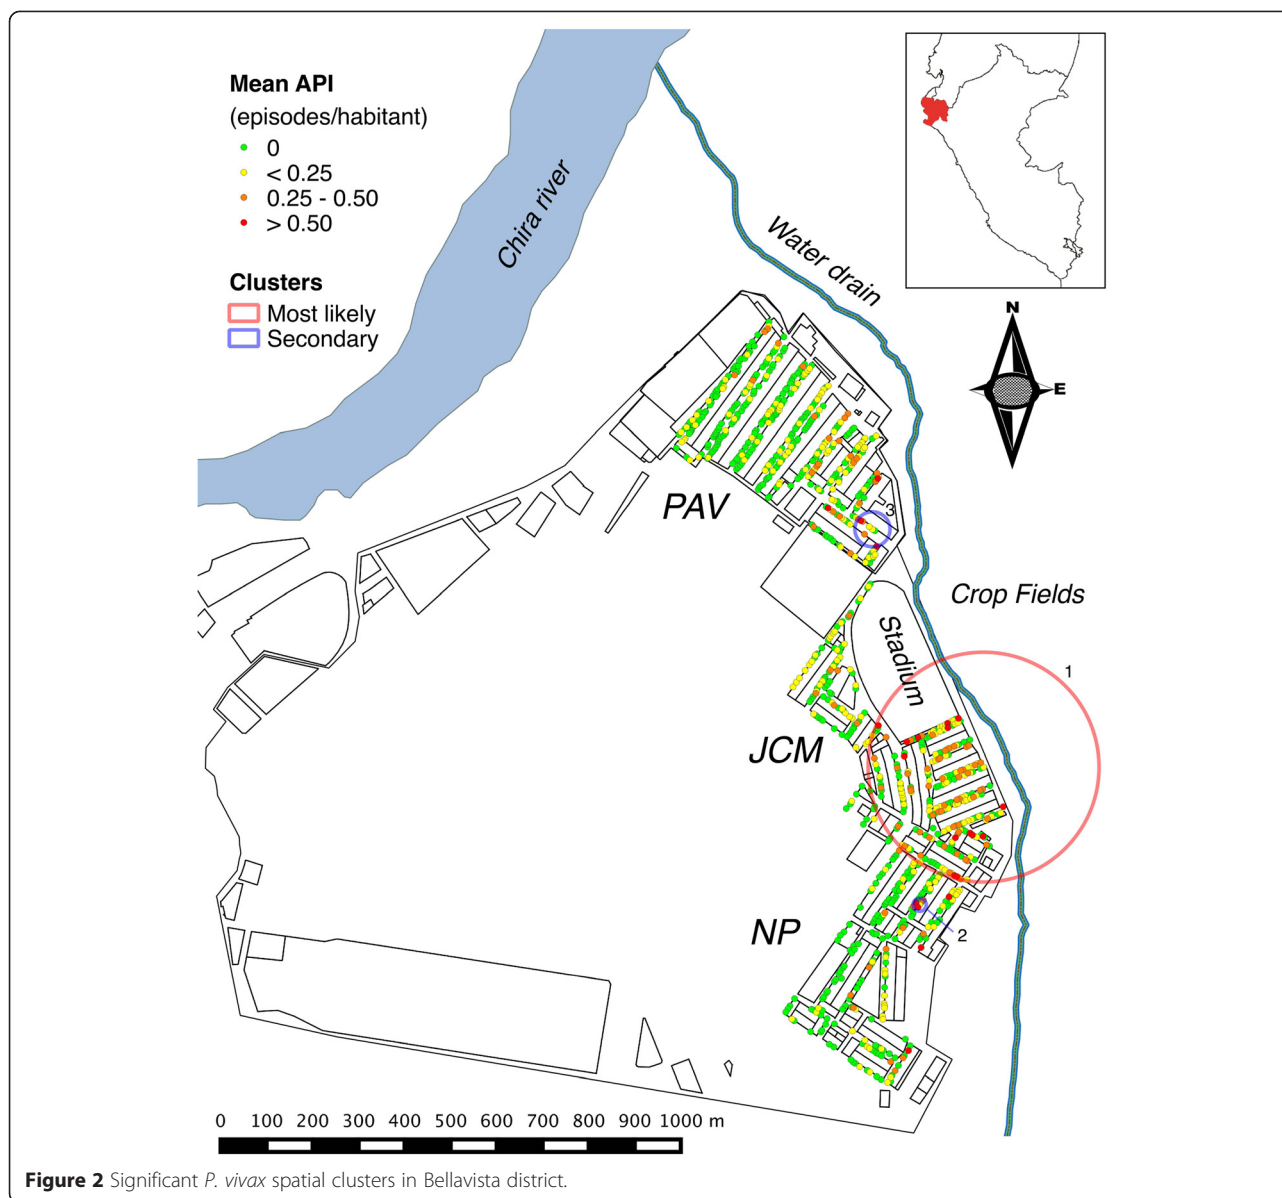 Mean API
(episodes/habitant)
0
< 0.25
0.25 - 0.50
> 0.50
Clusters
Most likely
Secondary
Chira river
Water drain
N
E
PAV
3
Crop Fields
Stadium
1
JCM
NP
2
0 100 200 300 400 500 600 700 800 900 1000 m
Figure 2 Significant P. vivax spatial clusters in Bellavista district.